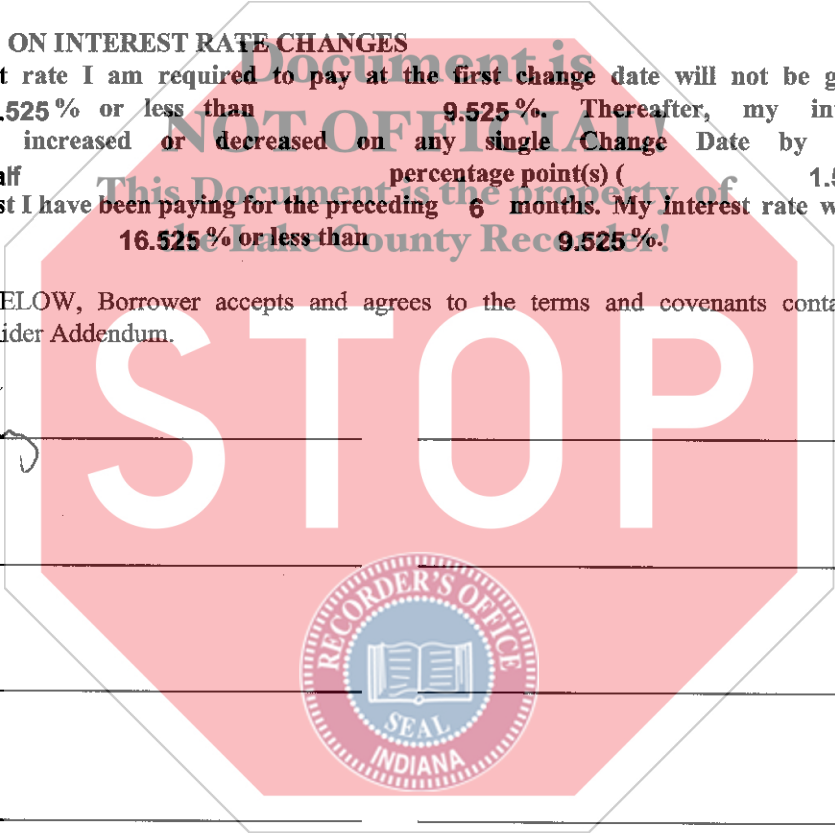 ON INTEREST RATE CHANGES
t rate I am required to pay at the first change date will not be g
.525 % or less than 9.525 %. Thereafter, my in
increased or decreased on any single Change Date by
alf percentage point(s) ( 1.5
st I have been paying for the preceding 6 months. My interest rate w
16.525 % or less than 9.525 %.
ELOW, Borrower accepts and agrees to the terms and covenants conta
ider Addendum.
Document is
NOT OFFICIAL!
This Document is the property of
the Lake County Recorder!
STOP
RECORDER'S OFFICE
SEAL
INDIANA